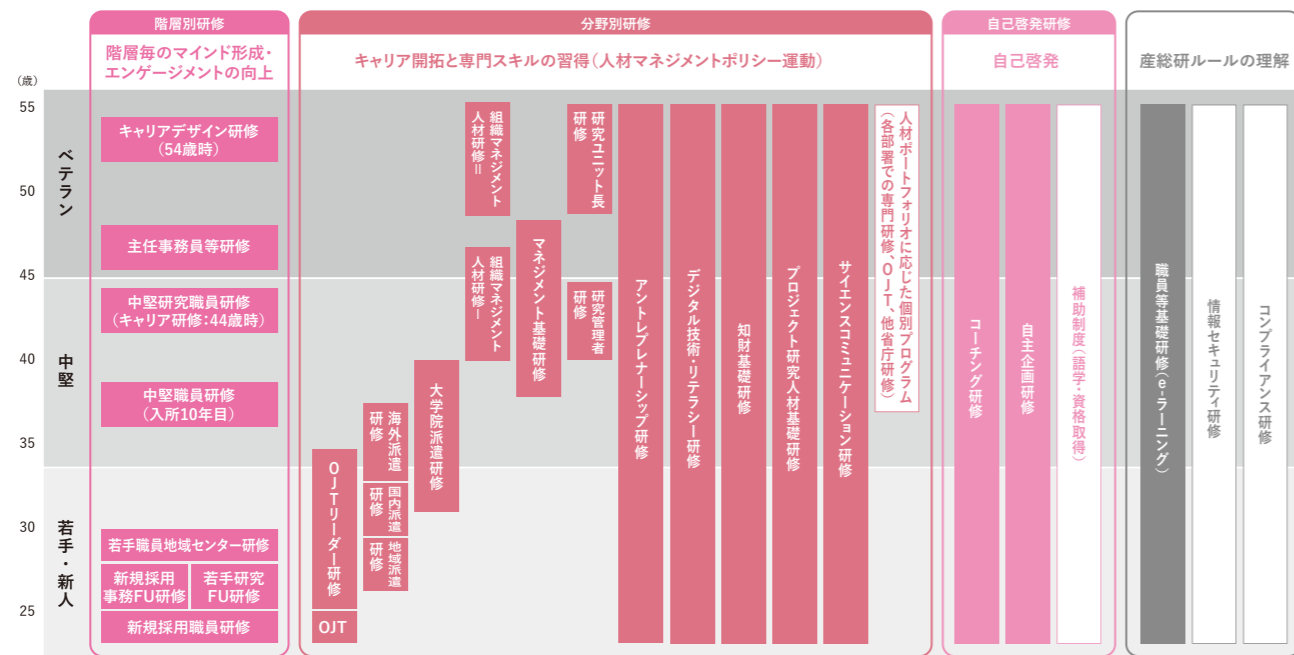 階層別研修
階層毎のマインド形成・
エンゲージメントの向上
分野別研修
キャリア開拓と専門スキルの習得(人材マネジメントポリシー運動)
自己啓発研修
自己啓発
産総研ルールの理解
(歳)
55
50
45
40
35
30
25
ベテラン
中堅
若手・新人
キャリアデザイン研修
(54歳時)
主任事務員等研修
中堅研究職員研修
(キャリア研修:44歳時)
中堅職員研修
(入所10年目)
若手職員地域センター研修
新規採用
事務FU研修
若手研究
FU研修
新規採用職員研修
OJTリーダー研修
OJT
海外派遣
研修
国内派遣
研修
地域派遣
研修
大学院派遣研修
組織マネジメント
人材研修Ⅱ
組織マネジメント
人材研修Ⅰ
マネジメント基礎研修
研究ユニット長
研修
研究管理者
研修
アントレプレナーシップ研修
デジタル技術・リテラシー研修
知財基礎研修
プロジェクト研究人材基礎研修
サイエンスコミュニケーション研修
人材ポートフォリオに応じた個別プログラム
(各部署での専門研修、OJT、他省庁研修)
コーチング研修
自主企画研修
補助制度(語学・資格取得)
職員等基礎研修(e-ラーニング)
情報セキュリティ研修
コンプライアンス研修